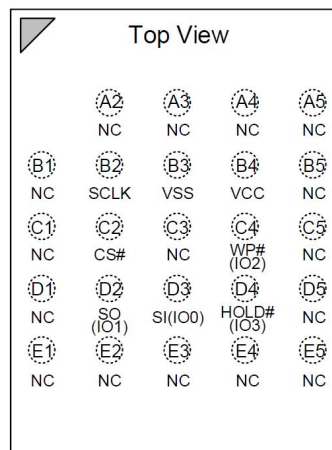 Top View
A2 A3 A4 A5
NC NC NC NC
B1 B2 B3 B4 B5
NC SCLK VSS VCC NC
C1 C2 C3 C4 C5
NC CS# NC WP# NC
(IO2)
D1 D2 D3 D4 D5
NC SO SI(IO0) HOLD# NC
(IO1) (IO3)
E1 E2 E3 E4 E5
NC NC NC NC NC